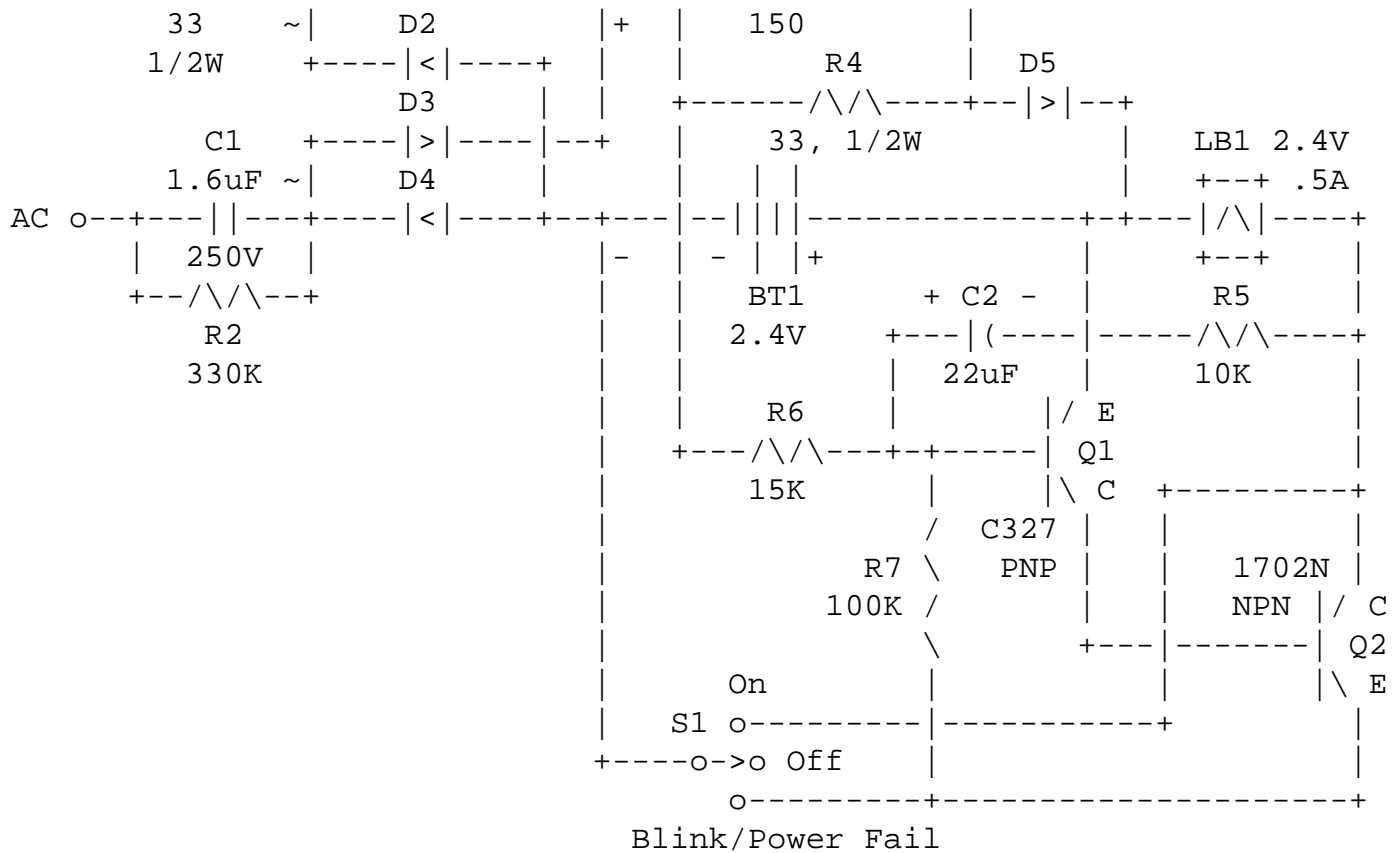 33 ~| D2 |+ | 150 |
1/2W +----|<|----+ | | R4 | D5
D3 | | +------/\/\----+--|>|--+
C1 +----|>|----|--+ | 33, 1/2W | LB1 2.4V
1.6uF ~| D4 | | | | | +--+ .5A
AC o--+---||---+----|<|----+--+---|--||||--------------+-+---|/\|----+
| 250V | |- | - | |+ | +--+ |
+--/\/\--+ | | BT1 + C2 - | R5 |
R2 | | 2.4V +---|(----|-----/\/\----+
330K | | | 22uF | 10K |
| | R6 | |/ E |
| +---/\/\---+-+-----| Q1 |
| 15K | |\ C +---------+
| / C327 | | |
| R7 \ PNP | | 1702N |
| 100K / | | NPN |/ C
| \ +---|-------| Q2
| On | | |\ E
| S1 o---------|-----------+ |
+----o->o Off | |
o---------+---------------------+
Blink/Power Fail